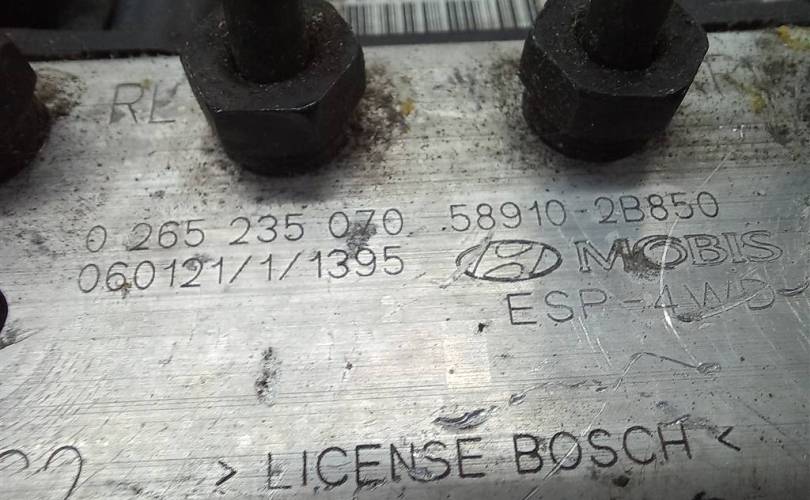 RL
0 265 235 070 58910-2B850
060121/1/1395 MOBIS
ESP-4WD
> LICENSE BOSCH <